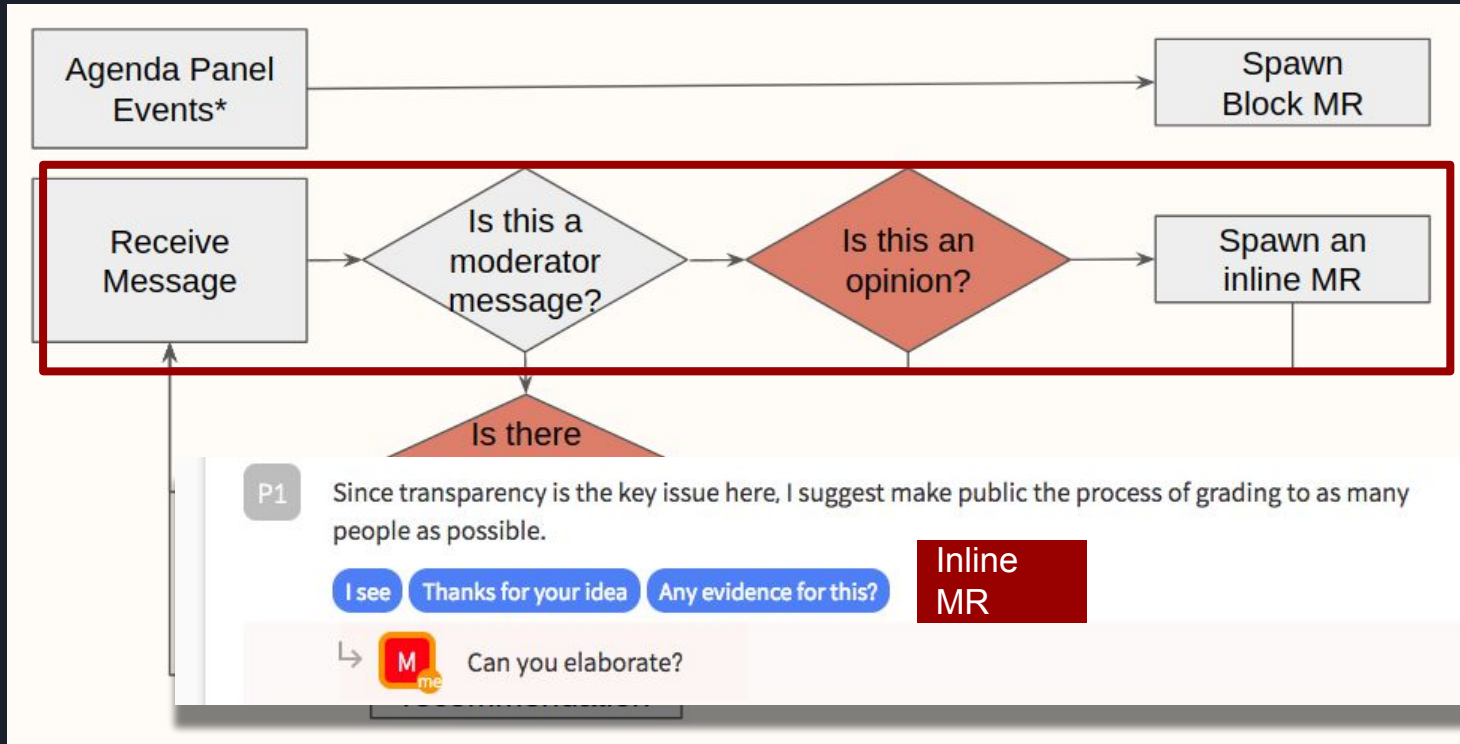 Agenda Panel
Events*
Spawn
Block MR
Receive
Message
Is this a
moderator
message?
Is this an
opinion?
Spawn an
inline MR
Is there
P1
Since transparency is the key issue here, I suggest make public the process of grading to as many
people as possible.
I see
Thanks for your idea
Any evidence for this?
Inline
MR
M
me
Can you elaborate?